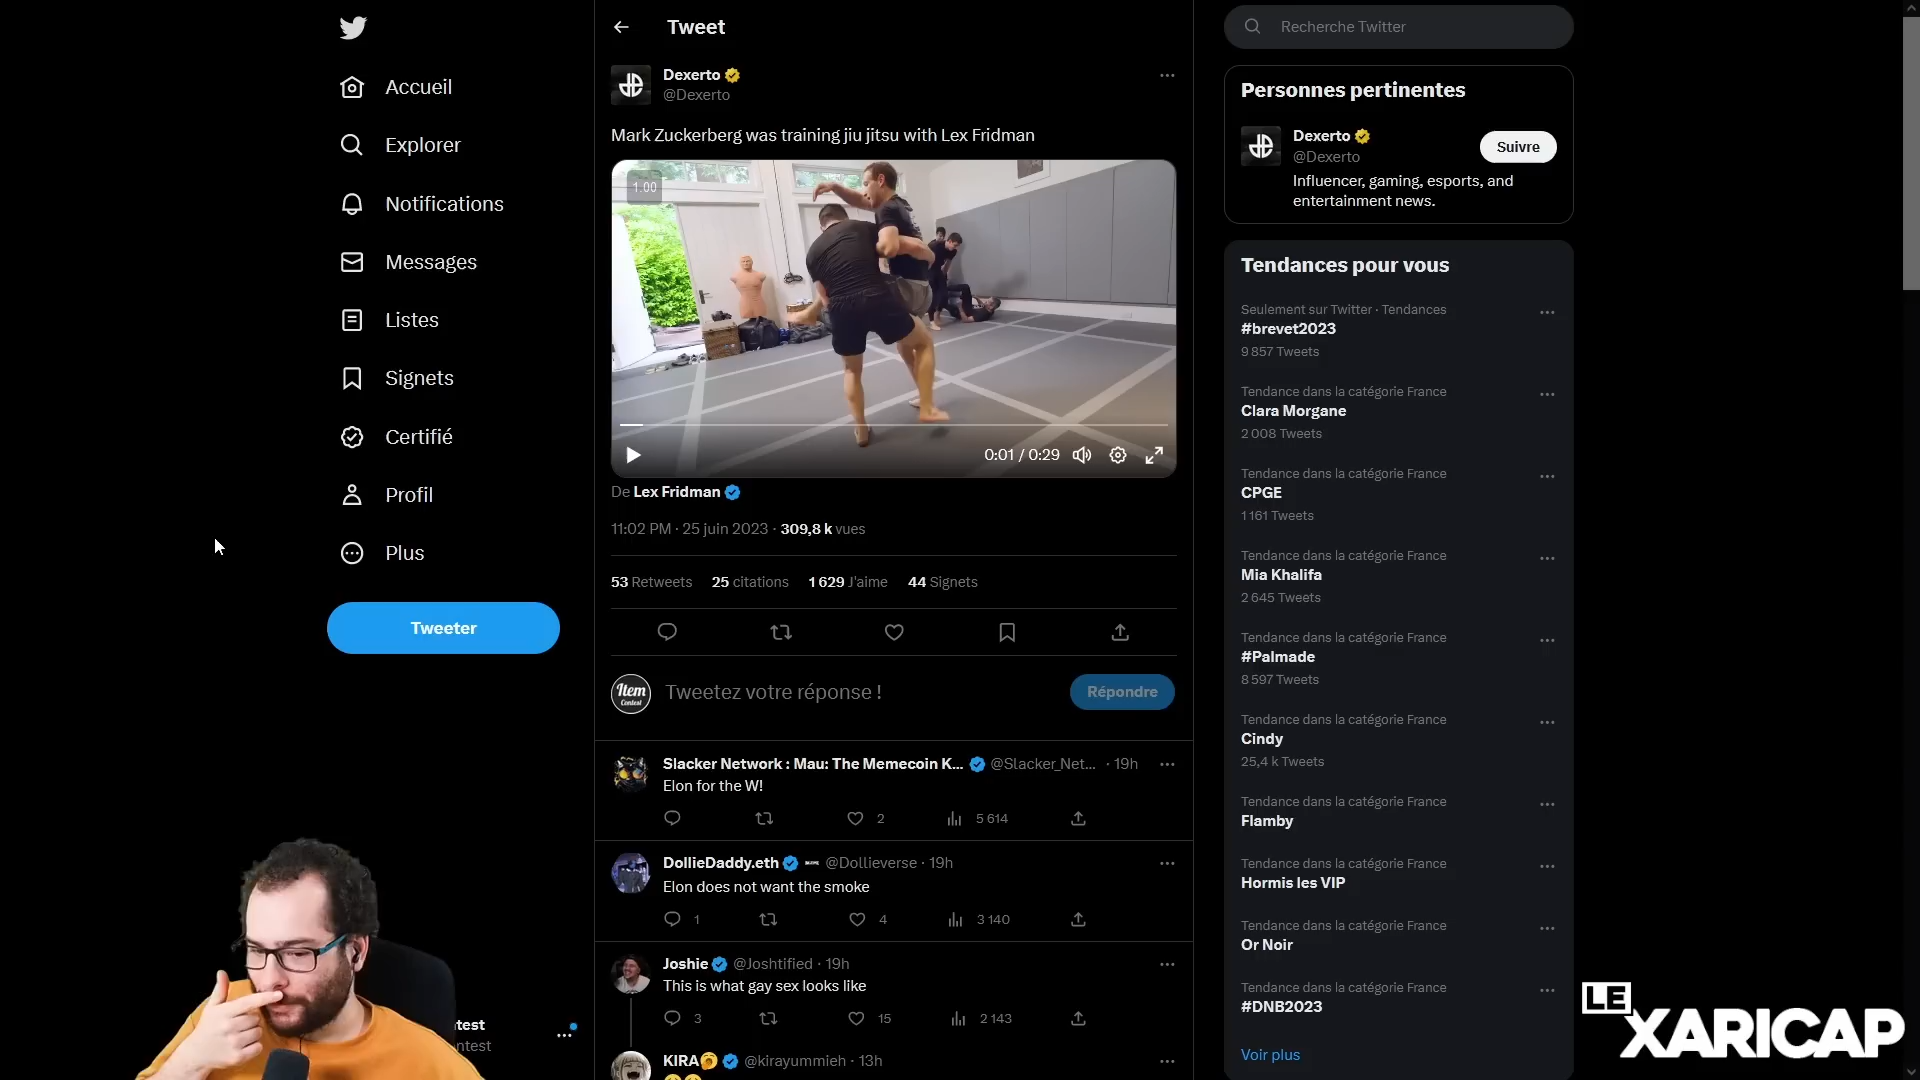 Accueil
Explorer
Notifications
Messages
Listes
Signets
Certifié
Profil
Plus
Tweeter
Tweet
Dexerto
@Dexerto
Mark Zuckerberg was training jiu jitsu with Lex Fridman
1.00
0:01 / 0:29
De Lex Fridman
11:02 PM · 25 juin 2023 · 309,8 k vues
53 Retweets 25 citations 1 629 J'aime 44 Signets
Item
Contest
Tweetez votre réponse !
Répondre
Slacker Network : Mau: The Memecoin K... @Slacker_Net... · 19h
Elon for the W!
2 5 614
DollieDaddy.eth @Dollieverse · 19h
Elon does not want the smoke
1 4 3 140
Joshie @Joshtified · 19h
This is what gay sex looks like
3 15 2 143
KIRA @kirayummieh · 13h
Recherche Twitter
Personnes pertinentes
Dexerto
@Dexerto
Suivre
Influencer, gaming, esports, and
entertainment news.
Tendances pour vous
Seulement sur Twitter · Tendances
#brevet2023
9 857 Tweets
Tendance dans la catégorie France
Clara Morgane
2 008 Tweets
Tendance dans la catégorie France
CPGE
1 161 Tweets
Tendance dans la catégorie France
Mia Khalifa
2 645 Tweets
Tendance dans la catégorie France
#Palmade
8 597 Tweets
Tendance dans la catégorie France
Cindy
25,4 k Tweets
Tendance dans la catégorie France
Flamby
Tendance dans la catégorie France
Hormis les VIP
Tendance dans la catégorie France
Or Noir
Tendance dans la catégorie France
#DNB2023
Voir plus
ntest
LE
XARICAP